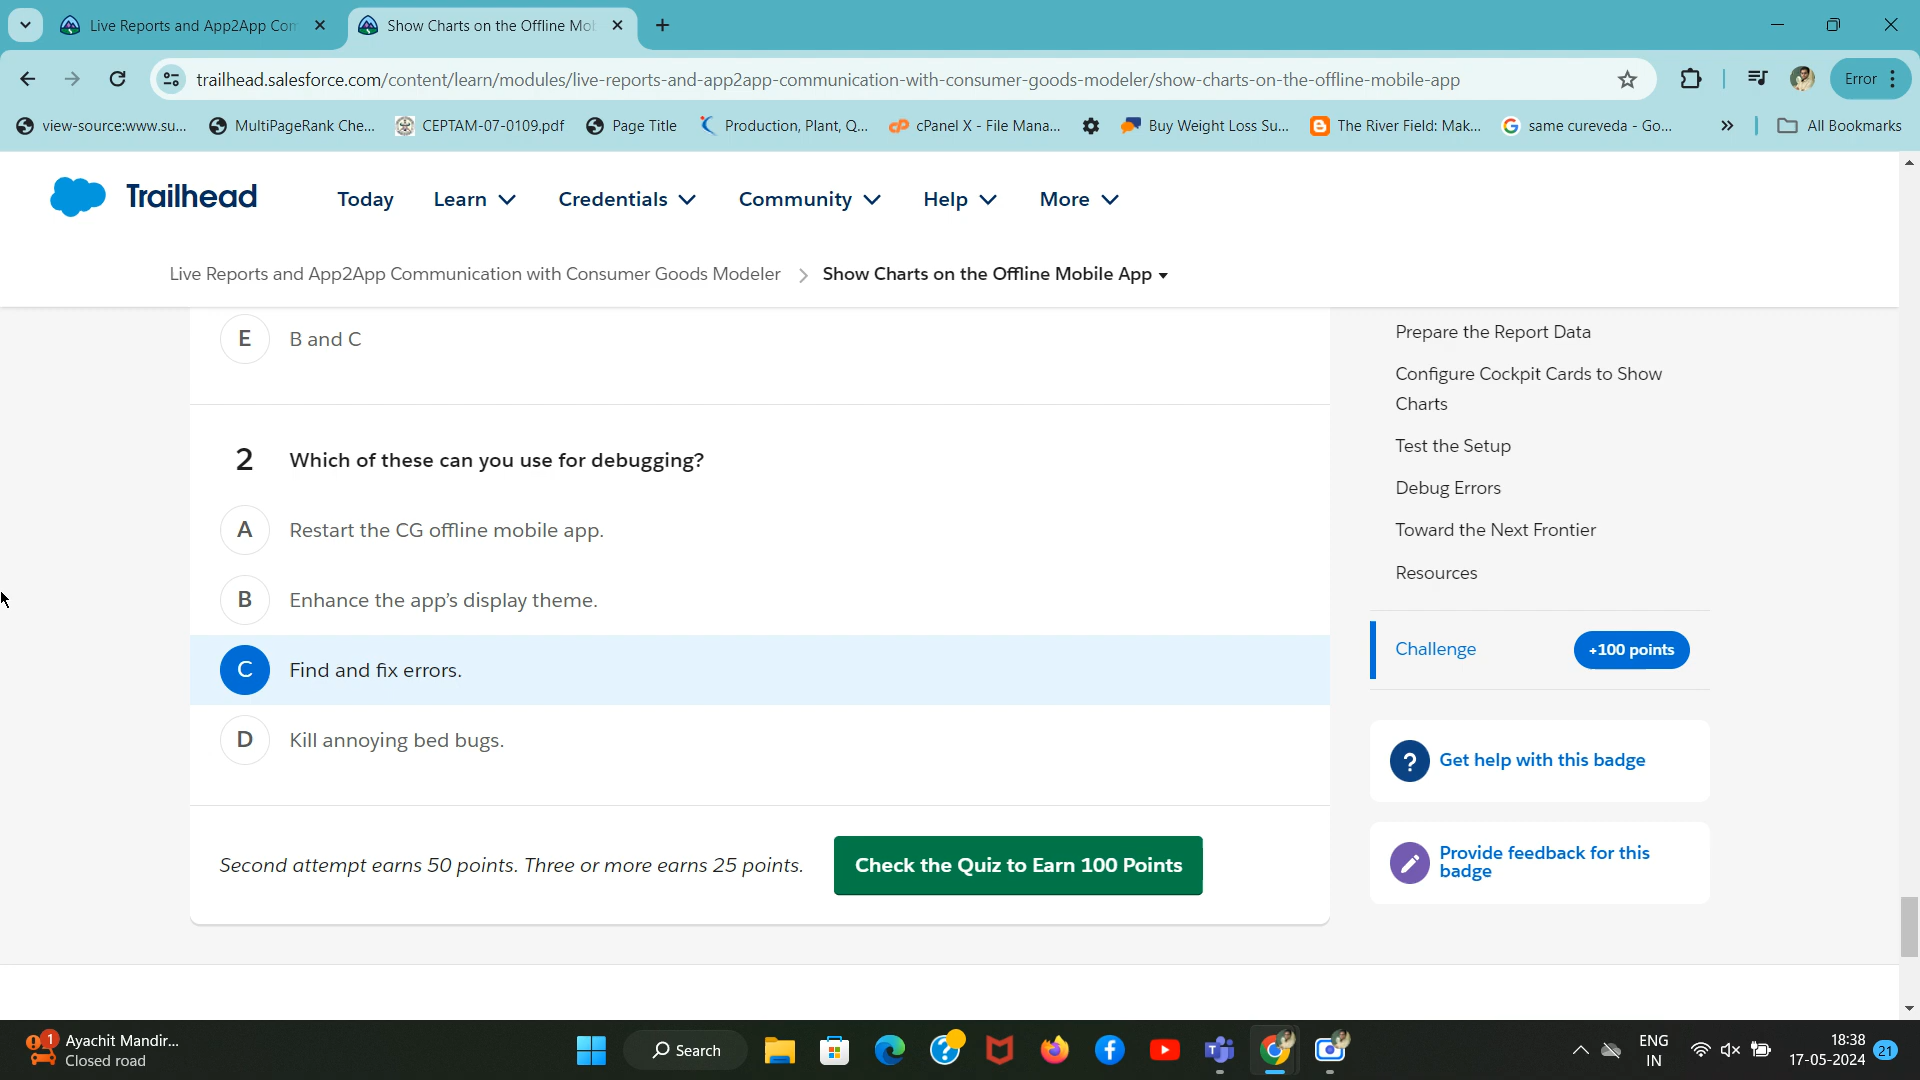 Live Reports and App2App Con
Show Charts on the Offline Mo
trailhead.salesforce.com/content/learn/modules/live-reports-and-app2app-communication-with-consumer-goods-modeler/show-charts-on-the-offline-mobile-app
Error
view-source:www.su...
MultiPageRank Che...
CEPTAM-07-0109.pdf
Page Title
Production, Plant, Q...
cPanel X - File Mana...
Buy Weight Loss Su...
The River Field: Mak...
same cureveda - Go...
All Bookmarks
Trailhead
Today
Learn
Credentials
Community
Help
More
Live Reports and App2App Communication with Consumer Goods Modeler
Show Charts on the Offline Mobile App
E B and C
2 Which of these can you use for debugging?
A Restart the CG offline mobile app.
B Enhance the app’s display theme.
C Find and fix errors.
D Kill annoying bed bugs.
Second attempt earns 50 points. Three or more earns 25 points.
Check the Quiz to Earn 100 Points
Prepare the Report Data
Configure Cockpit Cards to Show
Charts
Test the Setup
Debug Errors
Toward the Next Frontier
Resources
Challenge
+100 points
Get help with this badge
Provide feedback for this
badge
1
Ayachit Mandir...
Closed road
Search
ENG
IN
18:38
17-05-2024
21